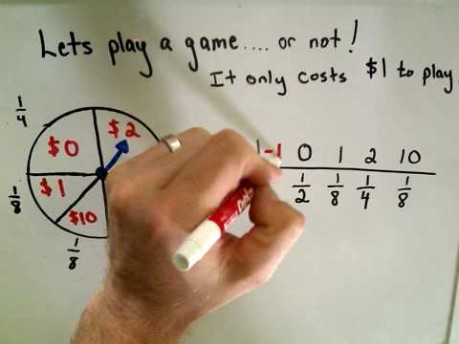 Lets play a game.... or not!
It only costs $1 to play
1/4
$0
$2
1/8
$1
$10
1/8
-1 0 1 2 10
1/2 1/8 1/4 1/8